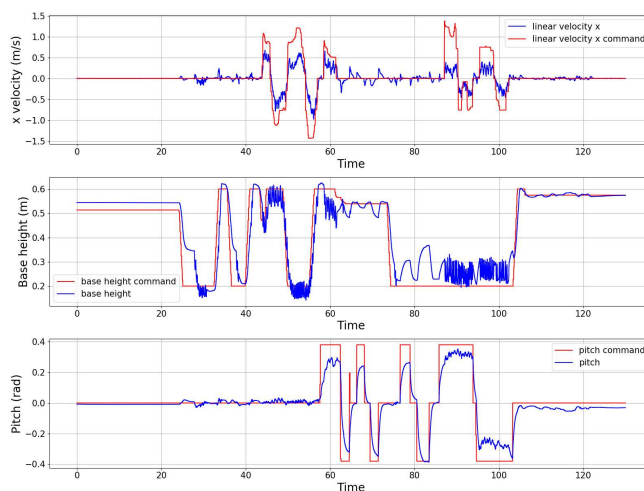 1.5
1.0
0.5
0.0
−0.5
−1.0
−1.5
x velocity (m/s)
linear velocity x
linear velocity x command
0 20 40 60 80 100 120
Time
0.6
0.5
0.4
0.3
0.2
Base height (m)
base height command
base height
0 20 40 60 80 100 120
Time
0.4
0.2
0.0
−0.2
−0.4
Pitch (rad)
pitch command
pitch
0 20 40 60 80 100 120
Time